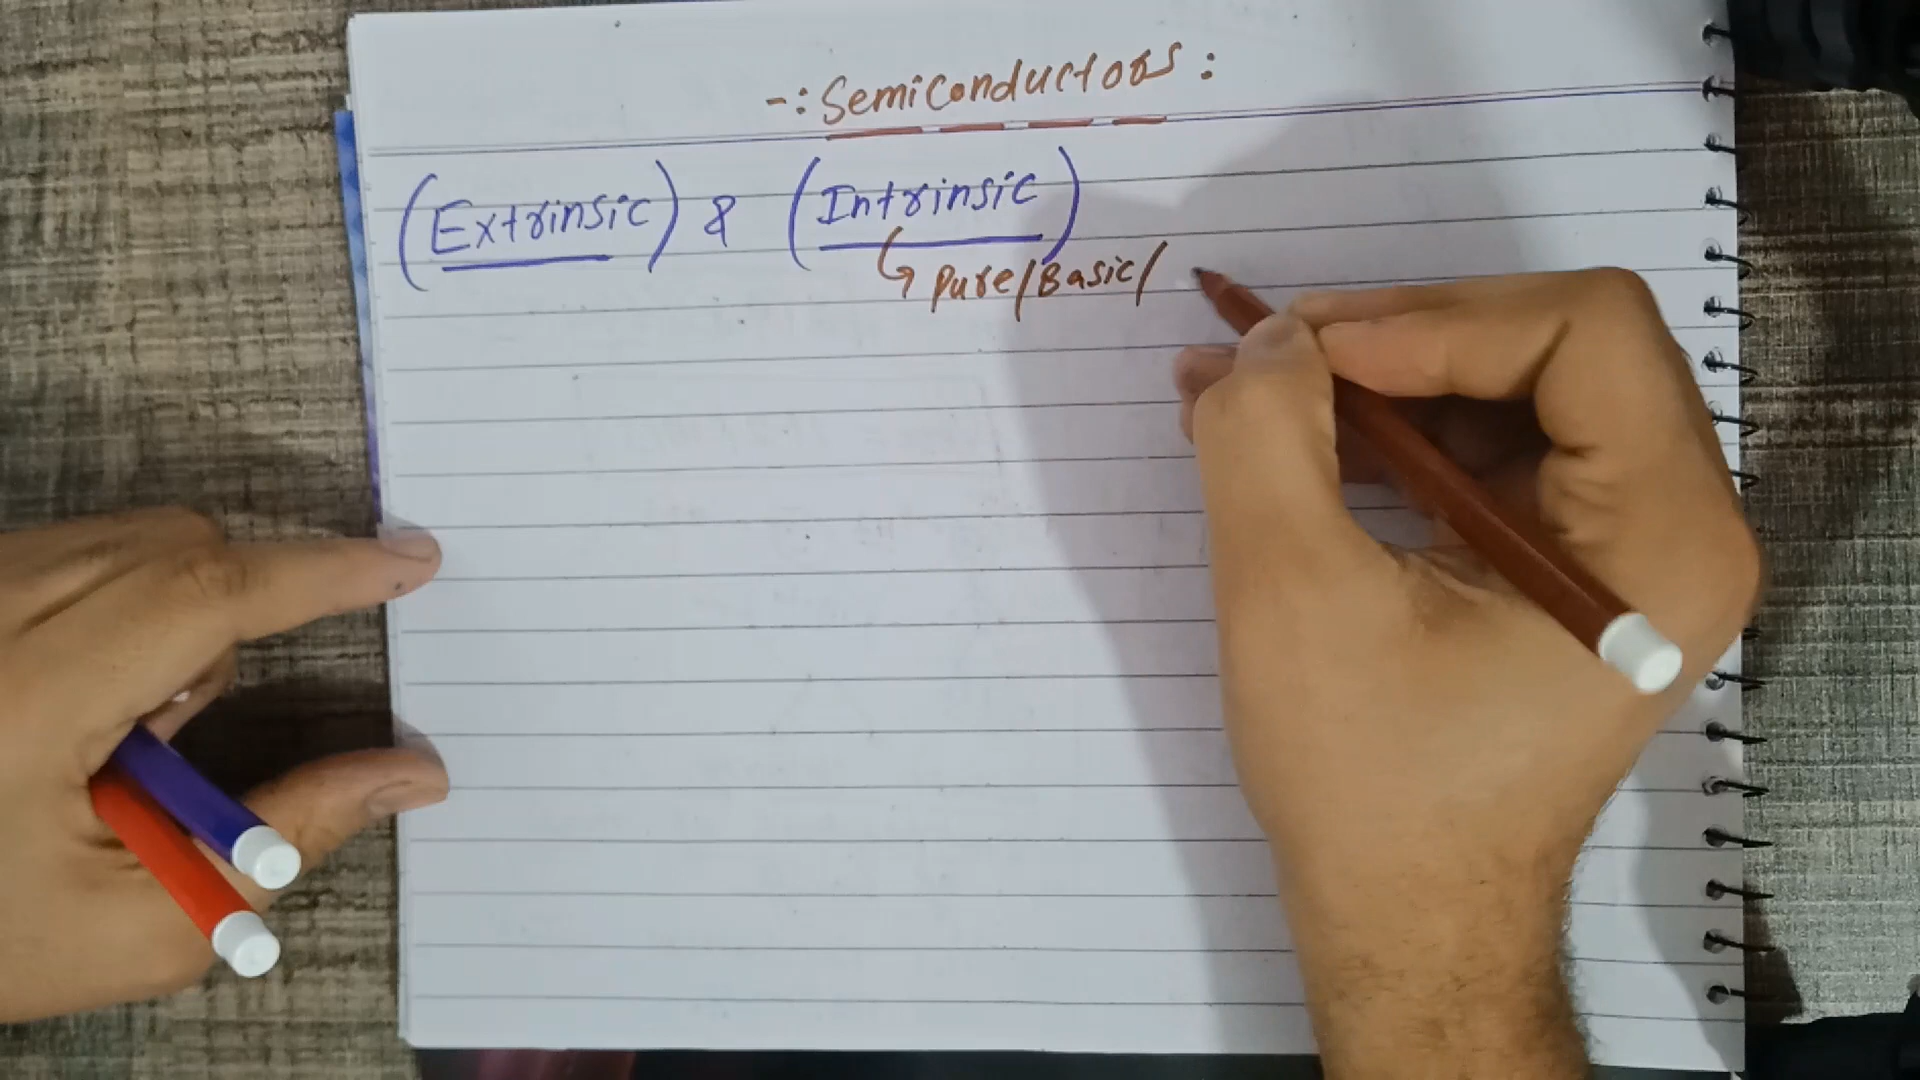 -: Semiconductors :
(Extrinsic) & (Intrinsic)
Pure/Basic/